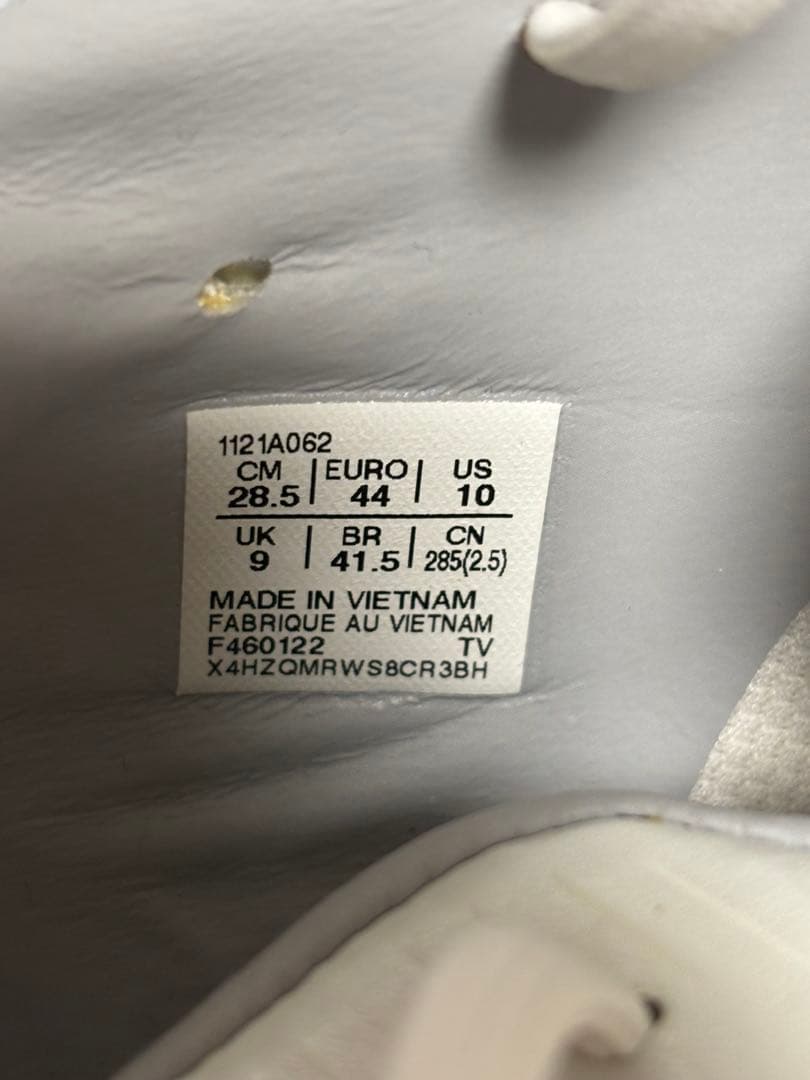 1121A062
CM | EURO | US
28.5 | 44 | 10
UK | BR | CN
9 | 41.5 | 285(2.5)
MADE IN VIETNAM
FABRIQUE AU VIETNAM
F460122 TV
X4HZQMRWS8CR3BH